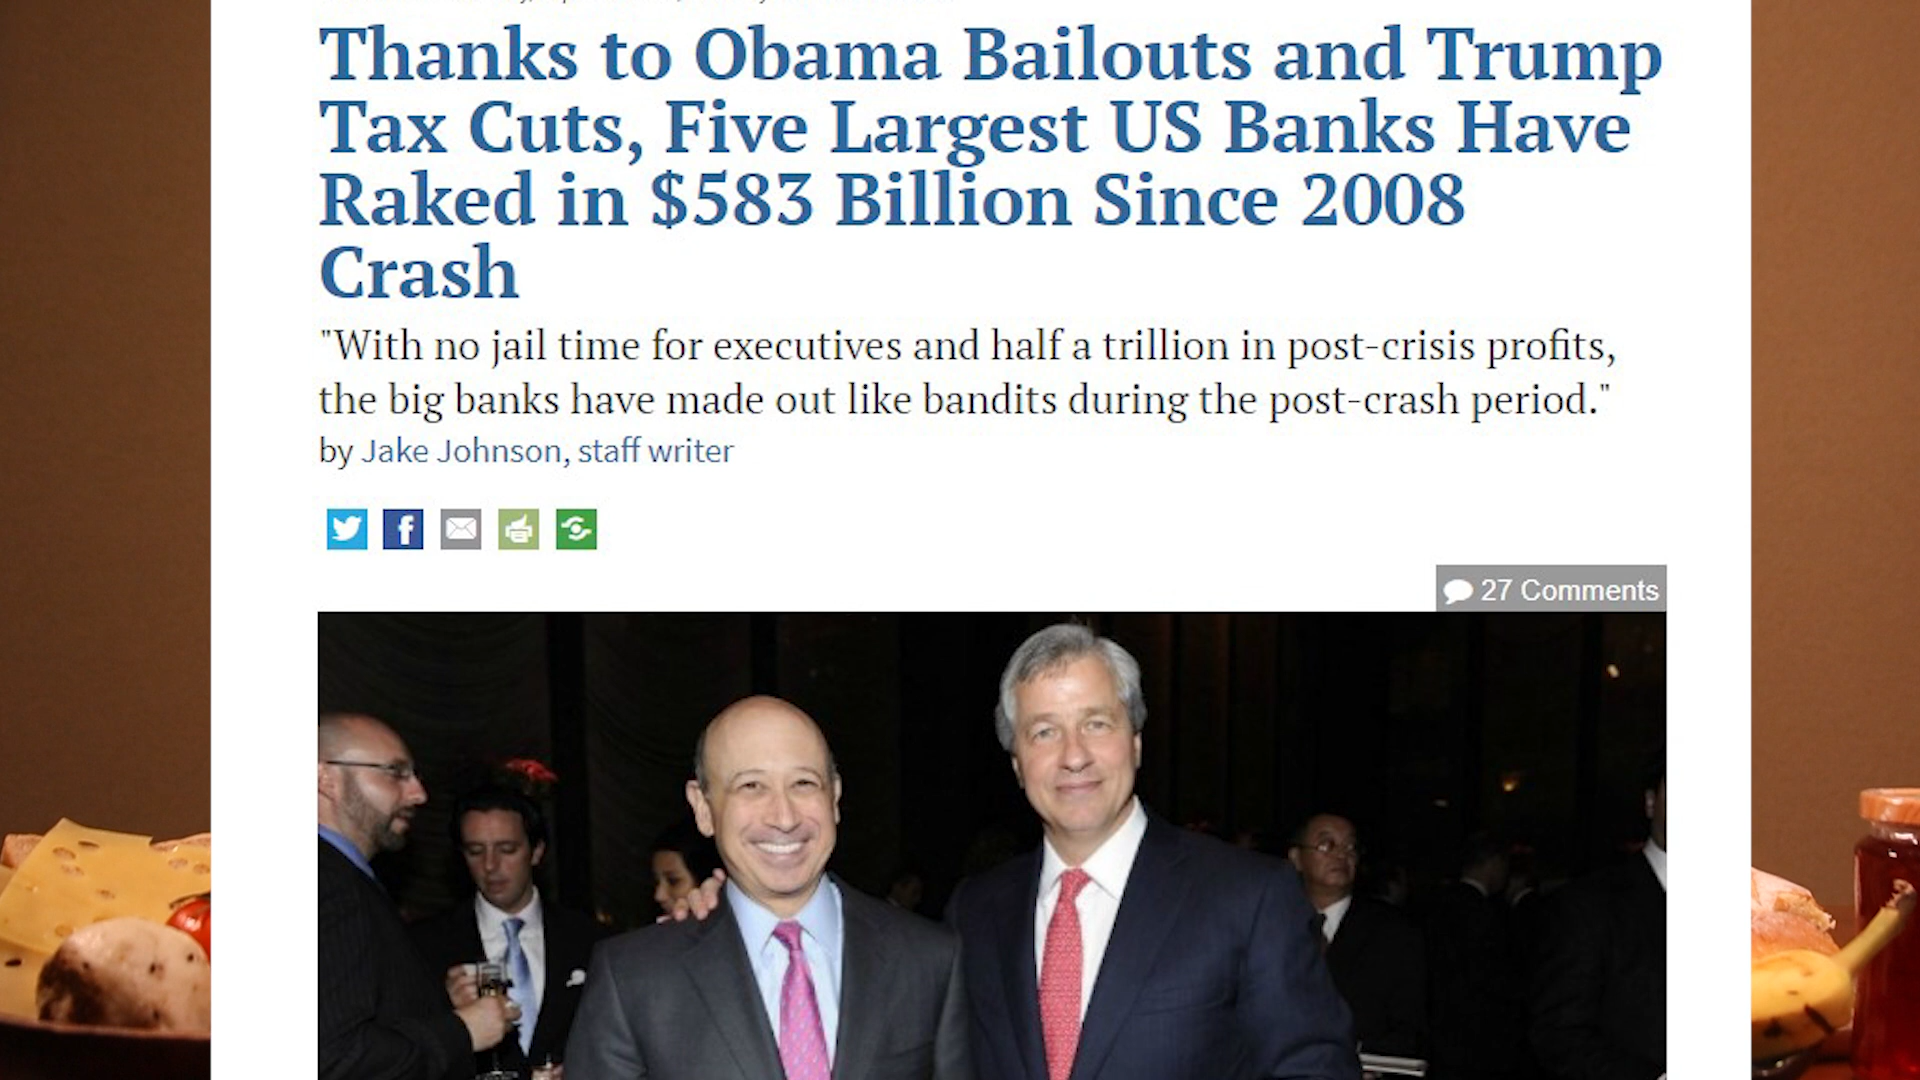 Thanks to Obama Bailouts and Trump
Tax Cuts, Five Largest US Banks Have
Raked in $583 Billion Since 2008
Crash
"With no jail time for executives and half a trillion in post-crisis profits,
the big banks have made out like bandits during the post-crash period."
by Jake Johnson, staff writer
27 Comments